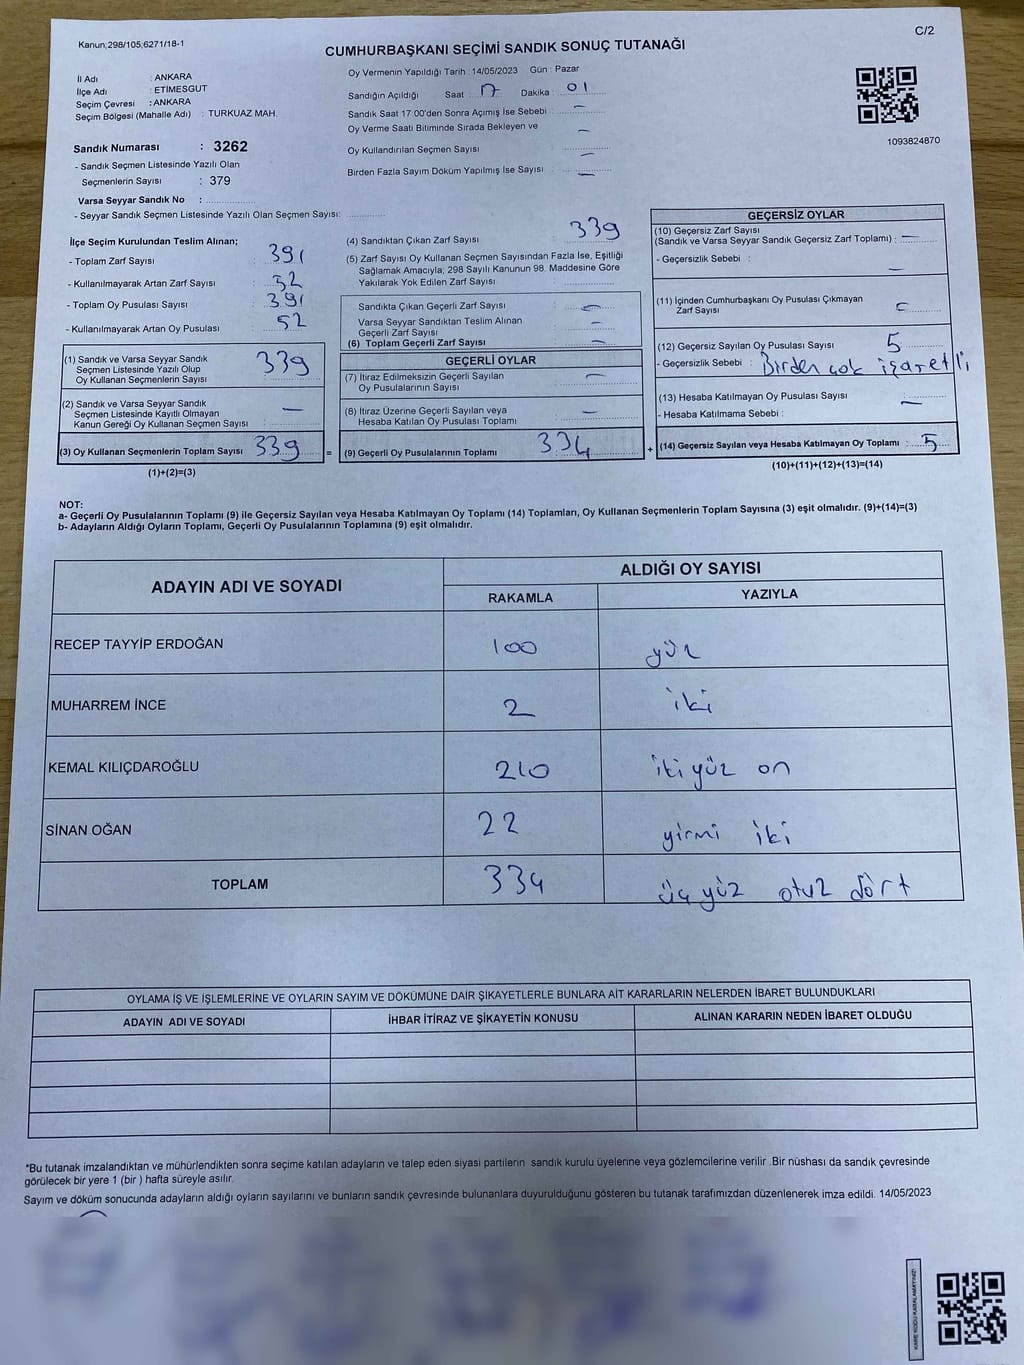 Kanun;298/105;6271/18-1
C/2
CUMHURBAŞKANI SEÇİMİ SANDIK SONUÇ TUTANAĞI
İl Adı : ANKARA
İlçe Adı : ETİMESGUT
Seçim Çevresi : ANKARA
Seçim Bölgesi (Mahalle Adı) : TURKUAZ MAH.
Oy Vermenin Yapıldığı Tarih : 14/05/2023 Gün : Pazar
Sandığın Açıldığı Saat : 17 Dakika : 01
Sandık Saat 17:00'den Sonra Açımış İse Sebebi : —
Oy Verme Saati Bitiminde Sırada Bekleyen ve —
Oy Kullandırılan Seçmen Sayısı —
Birden Fazla Sayım Döküm Yapılmış İse Sayısı : —
1093824870
Sandık Numarası : 3262
- Sandık Seçmen Listesinde Yazılı Olan
Seçmenlerin Sayısı : 379
Varsa Seyyar Sandık No :
- Seyyar Sandık Seçmen Listesinde Yazılı Olan Seçmen Sayısı:
İlçe Seçim Kurulundan Teslim Alınan;
- Toplam Zarf Sayısı : 391
- Kullanılmayarak Artan Zarf Sayısı : 52
- Toplam Oy Pusulası Sayısı : 391
- Kullanılmayarak Artan Oy Pusulası : 52
(1) Sandık ve Varsa Seyyar Sandık
Seçmen Listesinde Yazılı Olup
Oy Kullanan Seçmenlerin Sayısı : 339
(2) Sandık ve Varsa Seyyar Sandık
Seçmen Listesinde Kayıtlı Olmayan
Kanun Gereği Oy Kullanan Seçmen Sayısı : —
(3) Oy Kullanan Seçmenlerin Toplam Sayısı : 339 =
(1)+(2)=(3)
(4) Sandıktan Çıkan Zarf Sayısı : 339
(5) Zarf Sayısı Oy Kullanan Seçmen Sayısından Fazla İse, Eşitliği
Sağlamak Amacıyla; 298 Sayılı Kanunun 98. Maddesine Göre
Yakılarak Yok Edilen Zarf Sayısı :
Sandıkta Çıkan Geçerli Zarf Sayısı : —
Varsa Seyyar Sandıktan Teslim Alınan
Geçerli Zarf Sayısı : —
(6) Toplam Geçerli Zarf Sayısı : —
GEÇERLİ OYLAR
(7) İtiraz Edilmeksizin Geçerli Sayılan
Oy Pusulalarının Sayısı : —
(8) İtiraz Üzerine Geçerli Sayılan veya
Hesaba Katılan Oy Pusulası Toplamı : —
(9) Geçerli Oy Pusulalarının Toplamı : 334 +
GEÇERSİZ OYLAR
(10) Geçersiz Zarf Sayısı
(Sandık ve Varsa Seyyar Sandık Geçersiz Zarf Toplamı) : —
- Geçersizlik Sebebi : —
(11) İçinden Cumhurbaşkanı Oy Pusulası Çıkmayan
Zarf Sayısı : —
(12) Geçersiz Sayılan Oy Pusulası Sayısı : 5
- Geçersizlik Sebebi : Birden çok işaretli
(13) Hesaba Katılmayan Oy Pusulası Sayısı : —
- Hesaba Katılmama Sebebi :
(14) Geçersiz Sayılan veya Hesaba Katılmayan Oy Toplamı : 5
(10)+(11)+(12)+(13)=(14)
NOT:
a- Geçerli Oy Pusulalarının Toplamı (9) ile Geçersiz Sayılan veya Hesaba Katılmayan Oy Toplamı (14) Toplamları, Oy Kullanan Seçmenlerin Toplam Sayısına (3) eşit olmalıdır. (9)+(14)=(3)
b- Adayların Aldığı Oyların Toplamı, Geçerli Oy Pusulalarının Toplamına (9) eşit olmalıdır.
ADAYIN ADI VE SOYADI ALDIĞI OY SAYISI
RAKAMLA YAZIYLA
RECEP TAYYİP ERDOĞAN 100 yüz
MUHARREM İNCE 2 iki
KEMAL KILIÇDAROĞLU 210 iki yüz on
SİNAN OĞAN 22 yirmi iki
TOPLAM 334 üç yüz otuz dört
OYLAMA İŞ VE İŞLEMLERİNE VE OYLARIN SAYIM VE DÖKÜMÜNE DAİR ŞİKAYETLERLE BUNLARA AİT KARARLARIN NELERDEN İBARET BULUNDUKLARI
ADAYIN ADI VE SOYADI İHBAR İTİRAZ VE ŞİKAYETİN KONUSU ALINAN KARARIN NEDEN İBARET OLDUĞU
*Bu tutanak imzalandıktan ve mühürlendikten sonra seçime katılan adayların ve talep eden siyasi partilerin sandık kurulu üyelerine veya gözlemcilerine verilir .Bir nüshası da sandık çevresinde
görülecek bir yere 1 (bir ) hafta süreyle asılır.
Sayım ve döküm sonucunda adayların aldığı oyların sayılarını ve bunların sandık çevresinde bulunanlara duyurulduğunu gösteren bu tutanak tarafımızdan düzenlenerek imza edildi. 14/05/2023